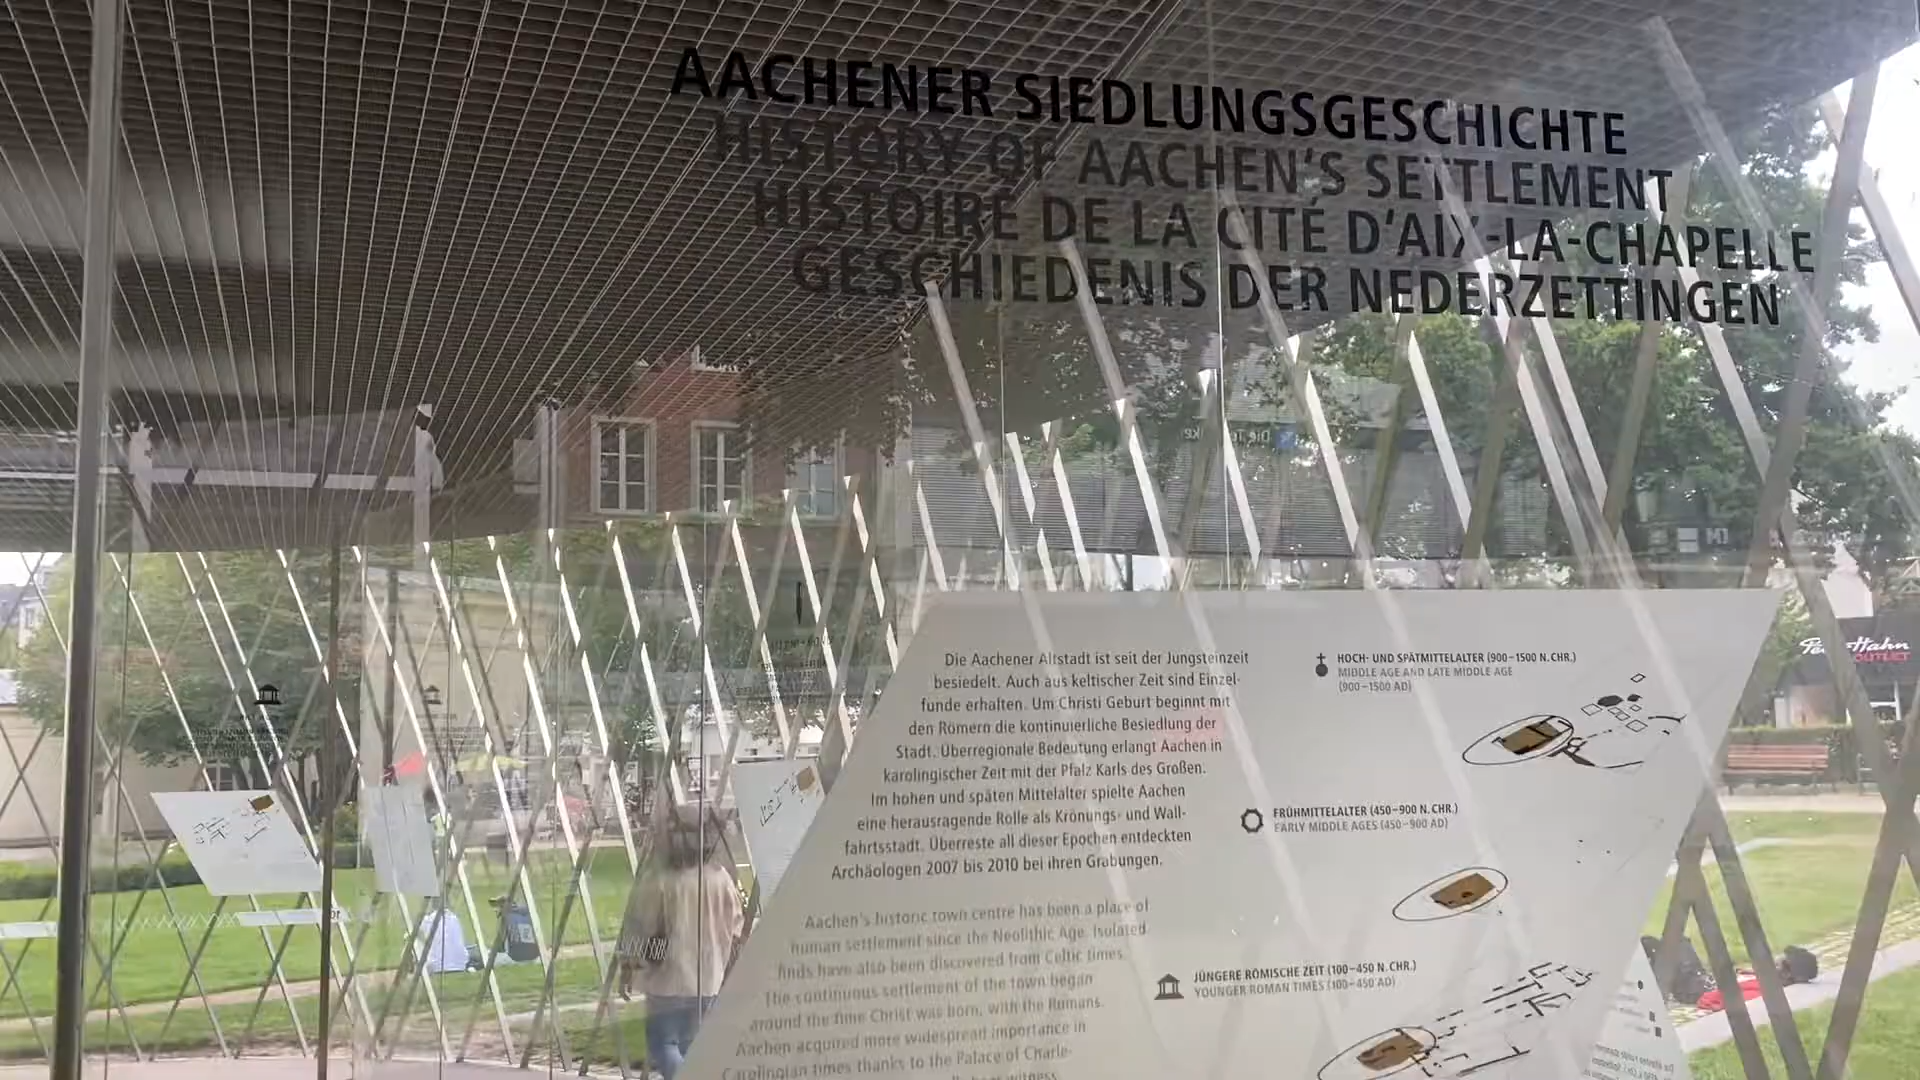 AACHENER SIEDLUNGSGESCHICHTE
HISTORY OF AACHEN'S SETTLEMENT
HISTOIRE DE LA CITÉ D'AIX-LA-CHAPELLE
GESCHIEDENIS DER NEDERZETTINGEN
Die Aachener Altstadt ist seit der Jungsteinzeit
besiedelt. Auch aus keltischer Zeit sind Einzel-
funde erhalten. Um Christi Geburt beginnt mit
den Römern die kontinuierliche Besiedlung der
Stadt. Überregionale Bedeutung erlangt Aachen in
karolingischer Zeit mit der Pfalz Karls des Großen.
Im hohen und späten Mittelalter spielte Aachen
eine herausragende Rolle als Krönungs- und Wall-
fahrtsstadt. Überreste all dieser Epochen entdeckten
Archäologen 2007 bis 2010 bei ihren Grabungen.
Aachen's historic town centre has been a place of
human settlement since the Neolithic Age. Isolated
finds have also been discovered from Celtic times.
The continuous settlement of the town began
around the time Christ was born, with the Romans.
Aachen acquired more widespread importance in
Carolingian times thanks to the Palace of Charle-
HOCH- UND SPÄTMITTELALTER (900–1500 N. CHR.)
MIDDLE AGE AND LATE MIDDLE AGE
(900–1500 AD)
FRÜHMITTELALTER (450–900 N. CHR.)
EARLY MIDDLE AGES (450–900 AD)
JÜNGERE RÖMISCHE ZEIT (100–450 N. CHR.)
YOUNGER ROMAN TIMES (100–450 AD)
Hahn
OUTLET